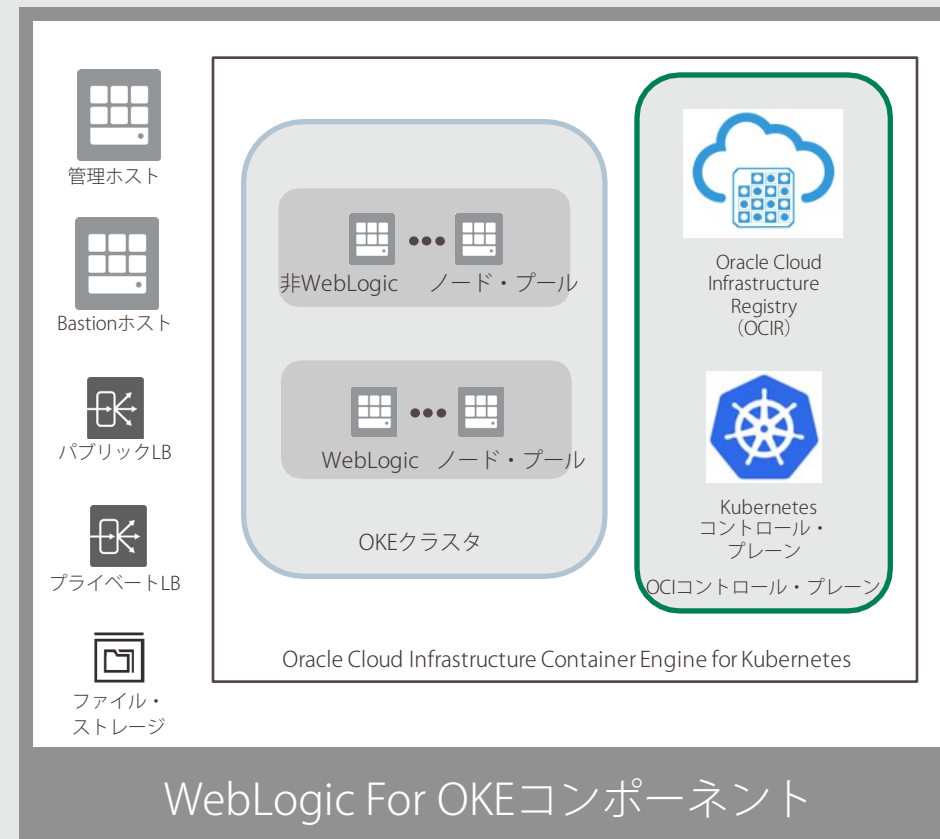 管理ホスト
Bastionホスト
パブリックLB
プライベートLB
ファイル・
ストレージ
非WebLogic ノード・プール
WebLogic ノード・プール
OKEクラスタ
Oracle Cloud
Infrastructure
Registry
（OCIR）
Kubernetes
コントロール・
プレーン
OCIコントロール・プレーン
Oracle Cloud Infrastructure Container Engine for Kubernetes
WebLogic For OKEコンポーネント